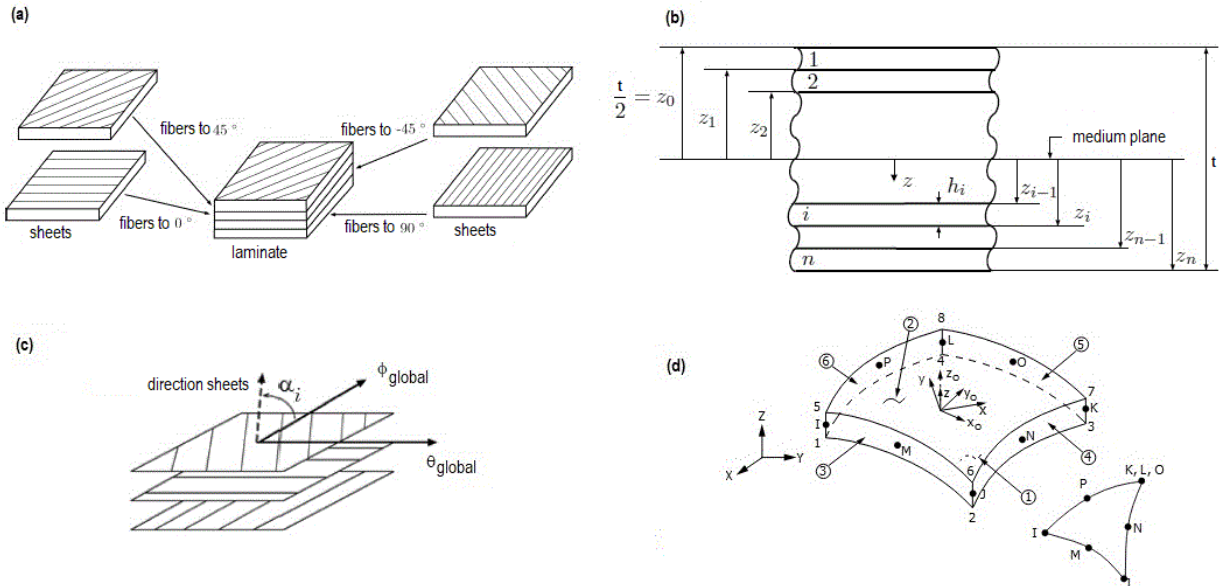 (a)
fibers to 45 °
fibers to -45°
sheets
fibers to 0 °
laminate
fibers to 90°
sheets
(b)
1
2
t/2 = z₀
z₁
z₂
medium plane
t
z
hᵢ
zᵢ₋₁
i
zᵢ
zₙ₋₁
n
zₙ
(c)
direction sheets
αᵢ
ϕglobal
θglobal
(d)
8
②
L
⑤
P
O
⑥
4
y
zₒ
z
yₒ
x
xₒ
7
K
3
5
I
1
③
M
N
④
6
J
①
2
Z
Y
X
K, L, O
P
I
N
M
J